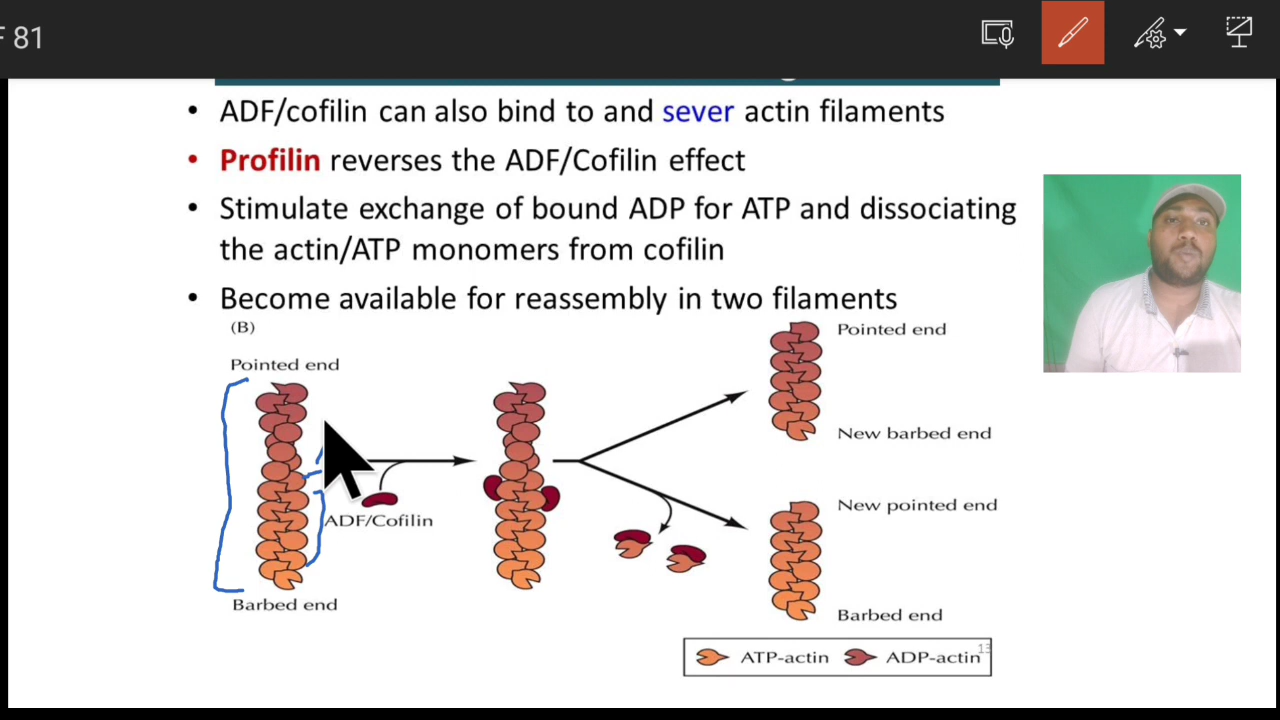 F 81
• ADF/cofilin can also bind to and sever actin filaments
• Profilin reverses the ADF/Cofilin effect
• Stimulate exchange of bound ADP for ATP and dissociating
the actin/ATP monomers from cofilin
• Become available for reassembly in two filaments
(B)
Pointed end
ADF/Cofilin
Barbed end
Pointed end
New barbed end
New pointed end
Barbed end
ATP-actin ADP-actin
13